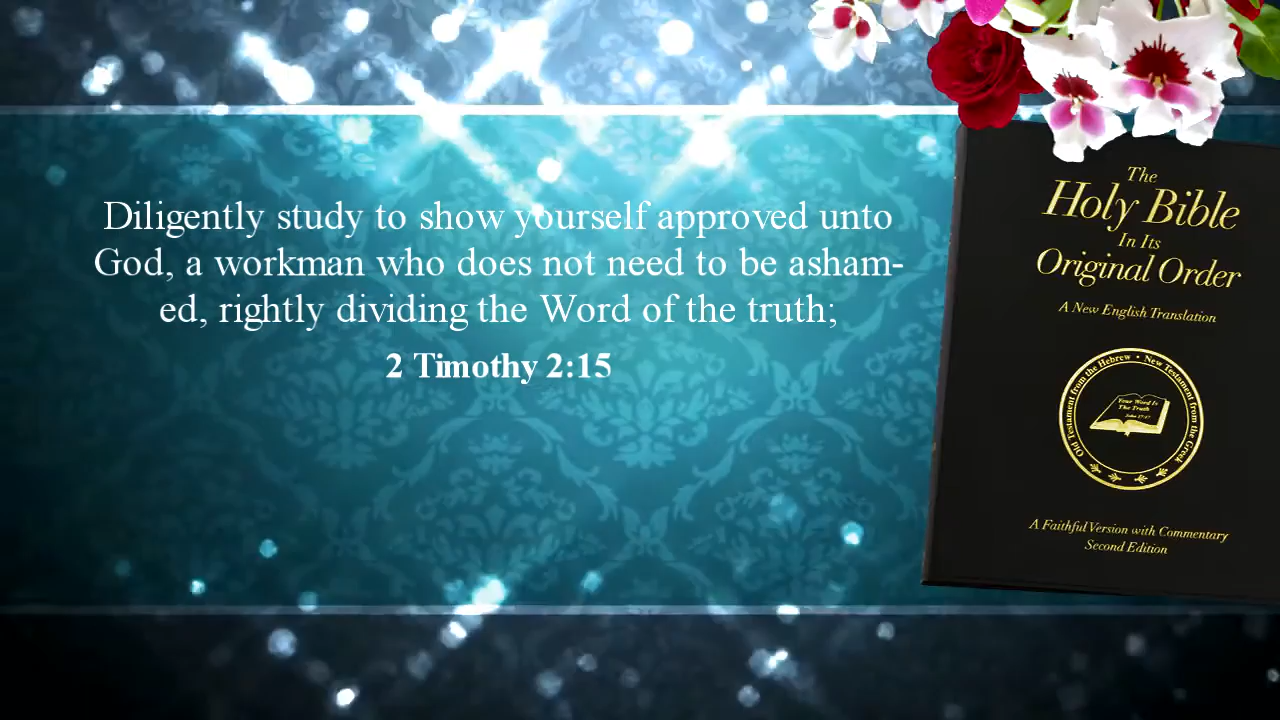 Diligently study to show yourself approved unto
God, a workman who does not need to be asham-
ed, rightly dividing the Word of the truth;
2 Timothy 2:15
The
Holy Bible
In Its
Original Order
A New English Translation
Old Testament from the Hebrew • New Testament from the Greek
Your Word Is
The Truth
John 17:17
A Faithful Version with Commentary
Second Edition